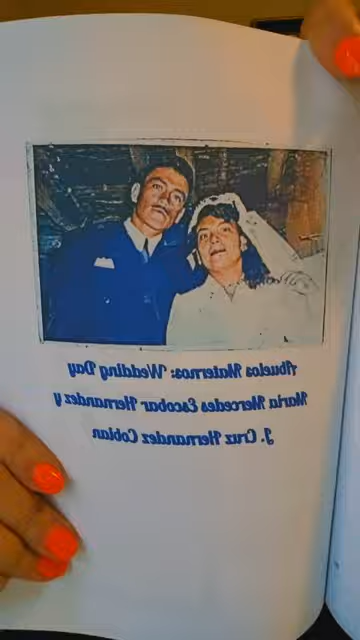 Abuelos Maternos: Wedding Day
Maria Mercedes Escobar Hernandez y
J. Cruz Hernandez Cobian